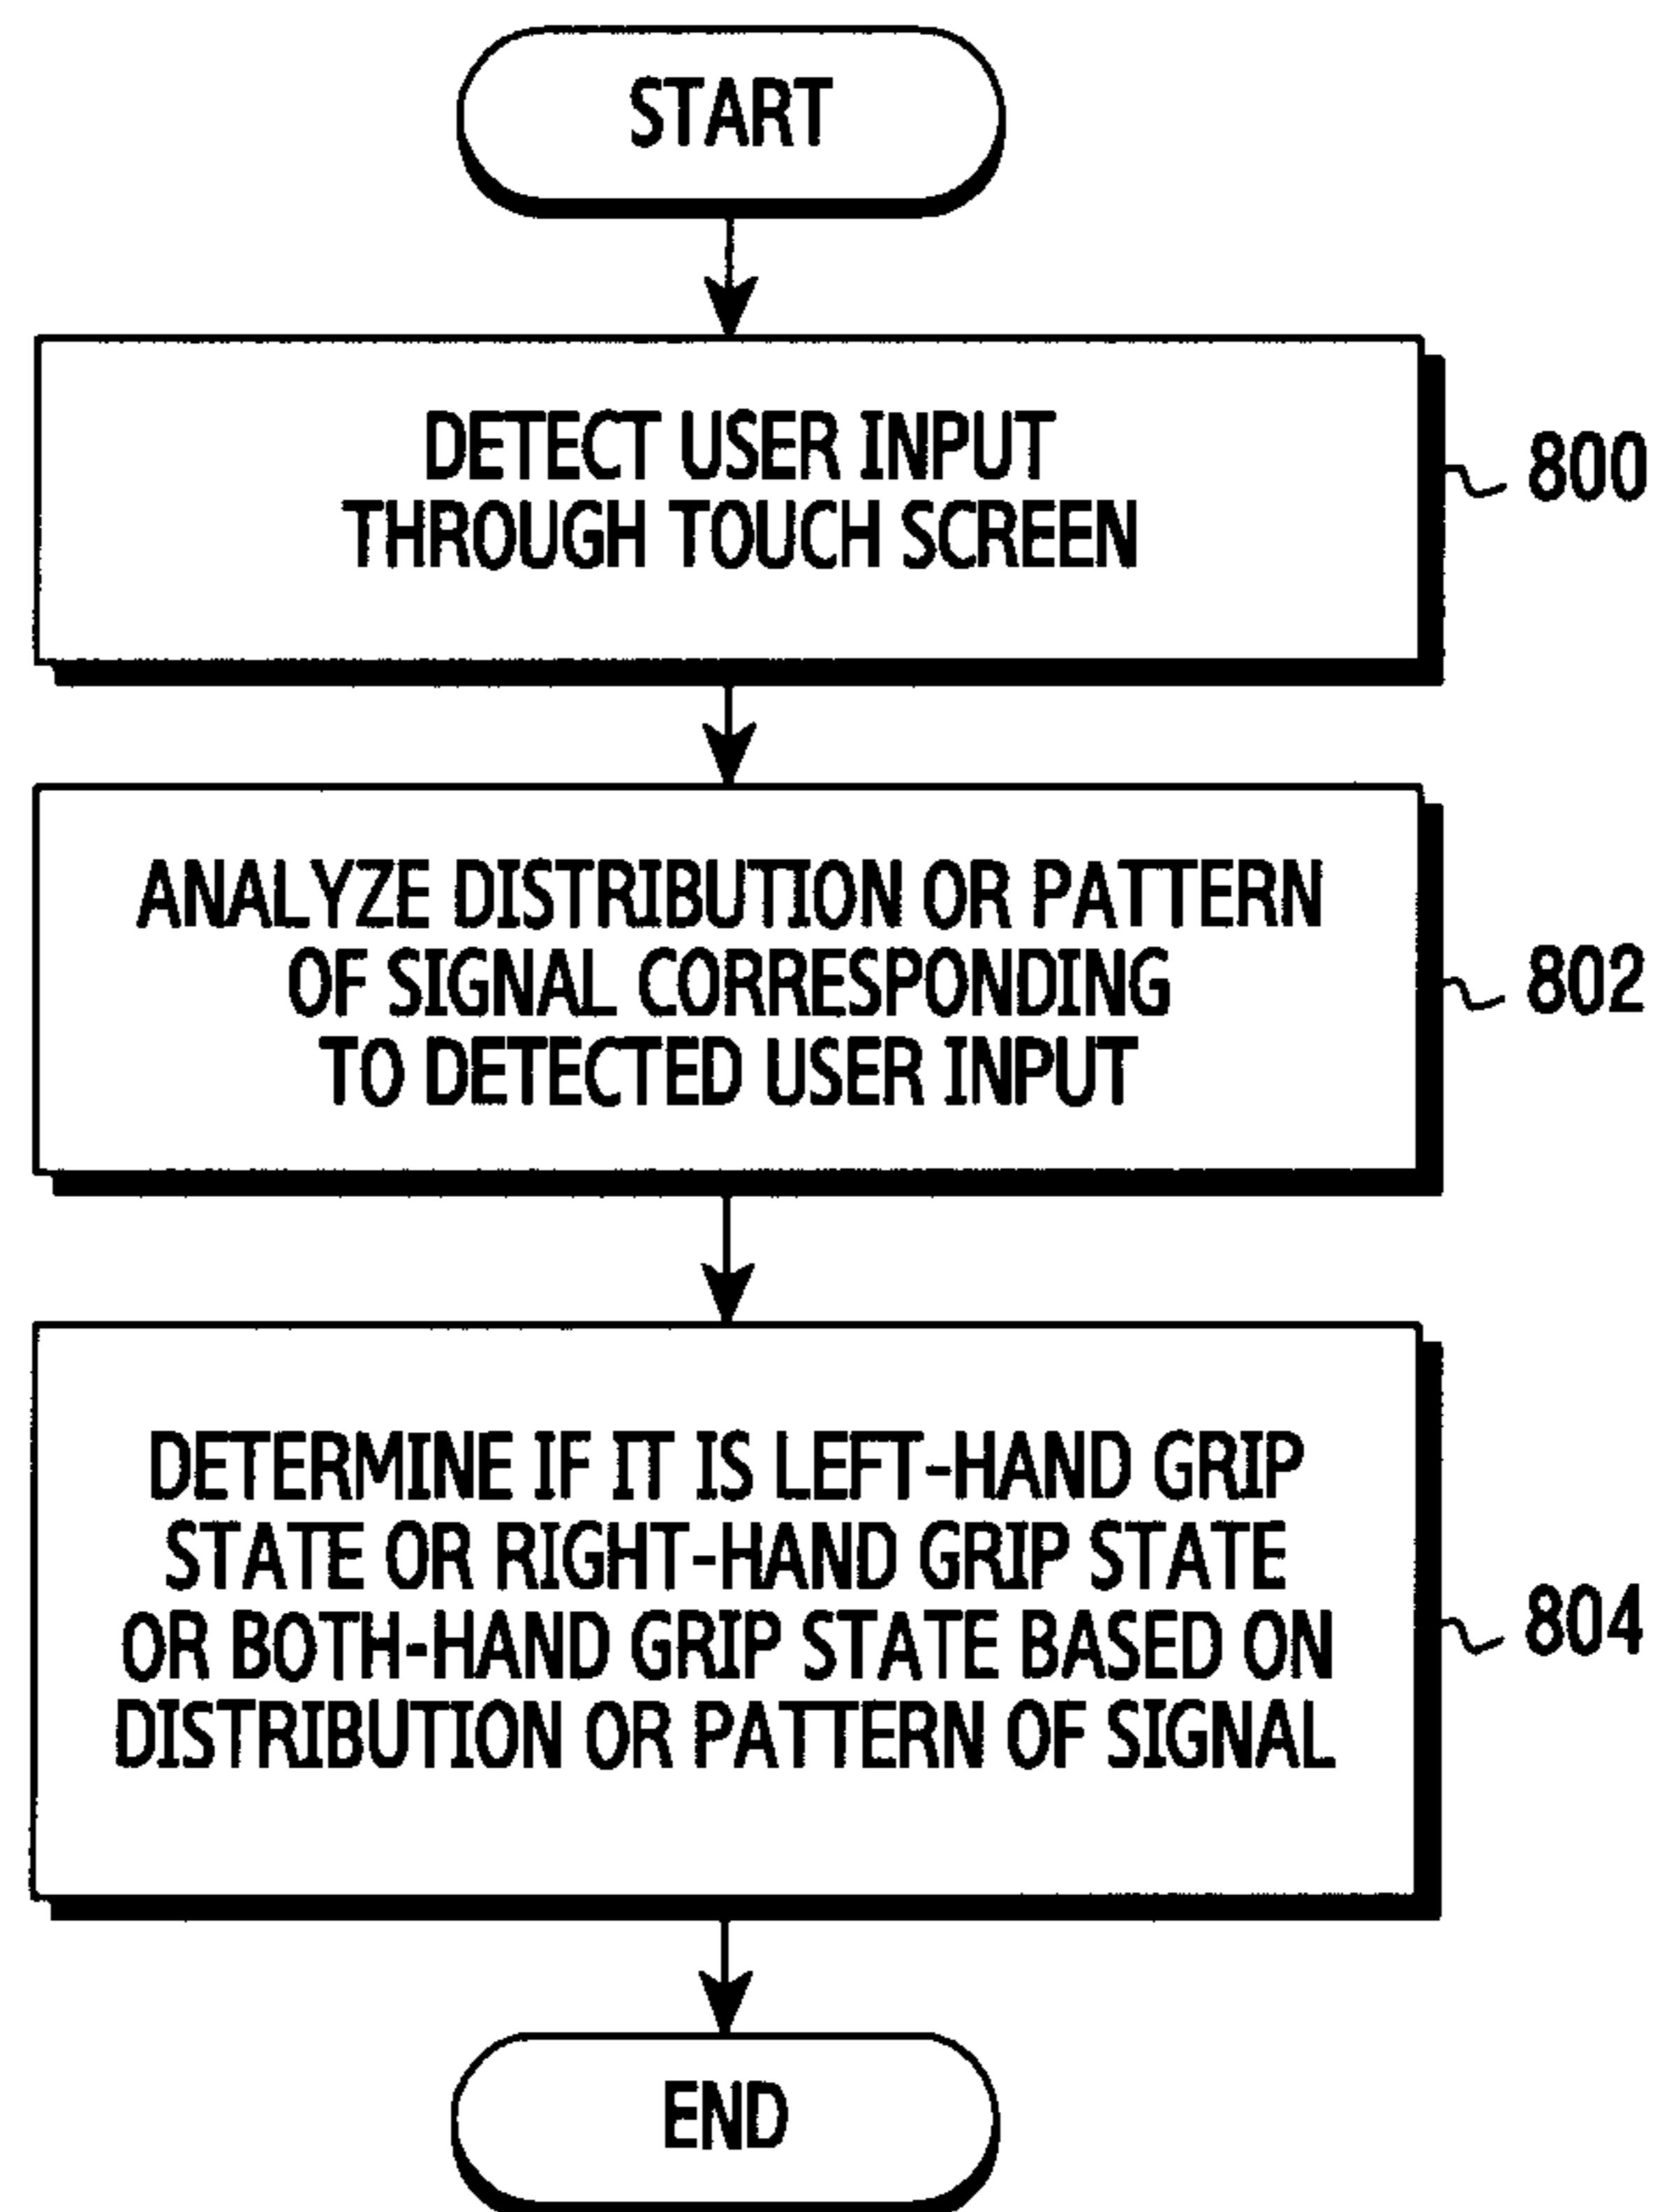 START
DETECT USER INPUT
THROUGH TOUCH SCREEN
800
ANALYZE DISTRIBUTION OR PATTERN
OF SIGNAL CORRESPONDING
TO DETECTED USER INPUT
802
DETERMINE IF IT IS LEFT-HAND GRIP
STATE OR RIGHT-HAND GRIP STATE
OR BOTH-HAND GRIP STATE BASED ON
DISTRIBUTION OR PATTERN OF SIGNAL
804
END